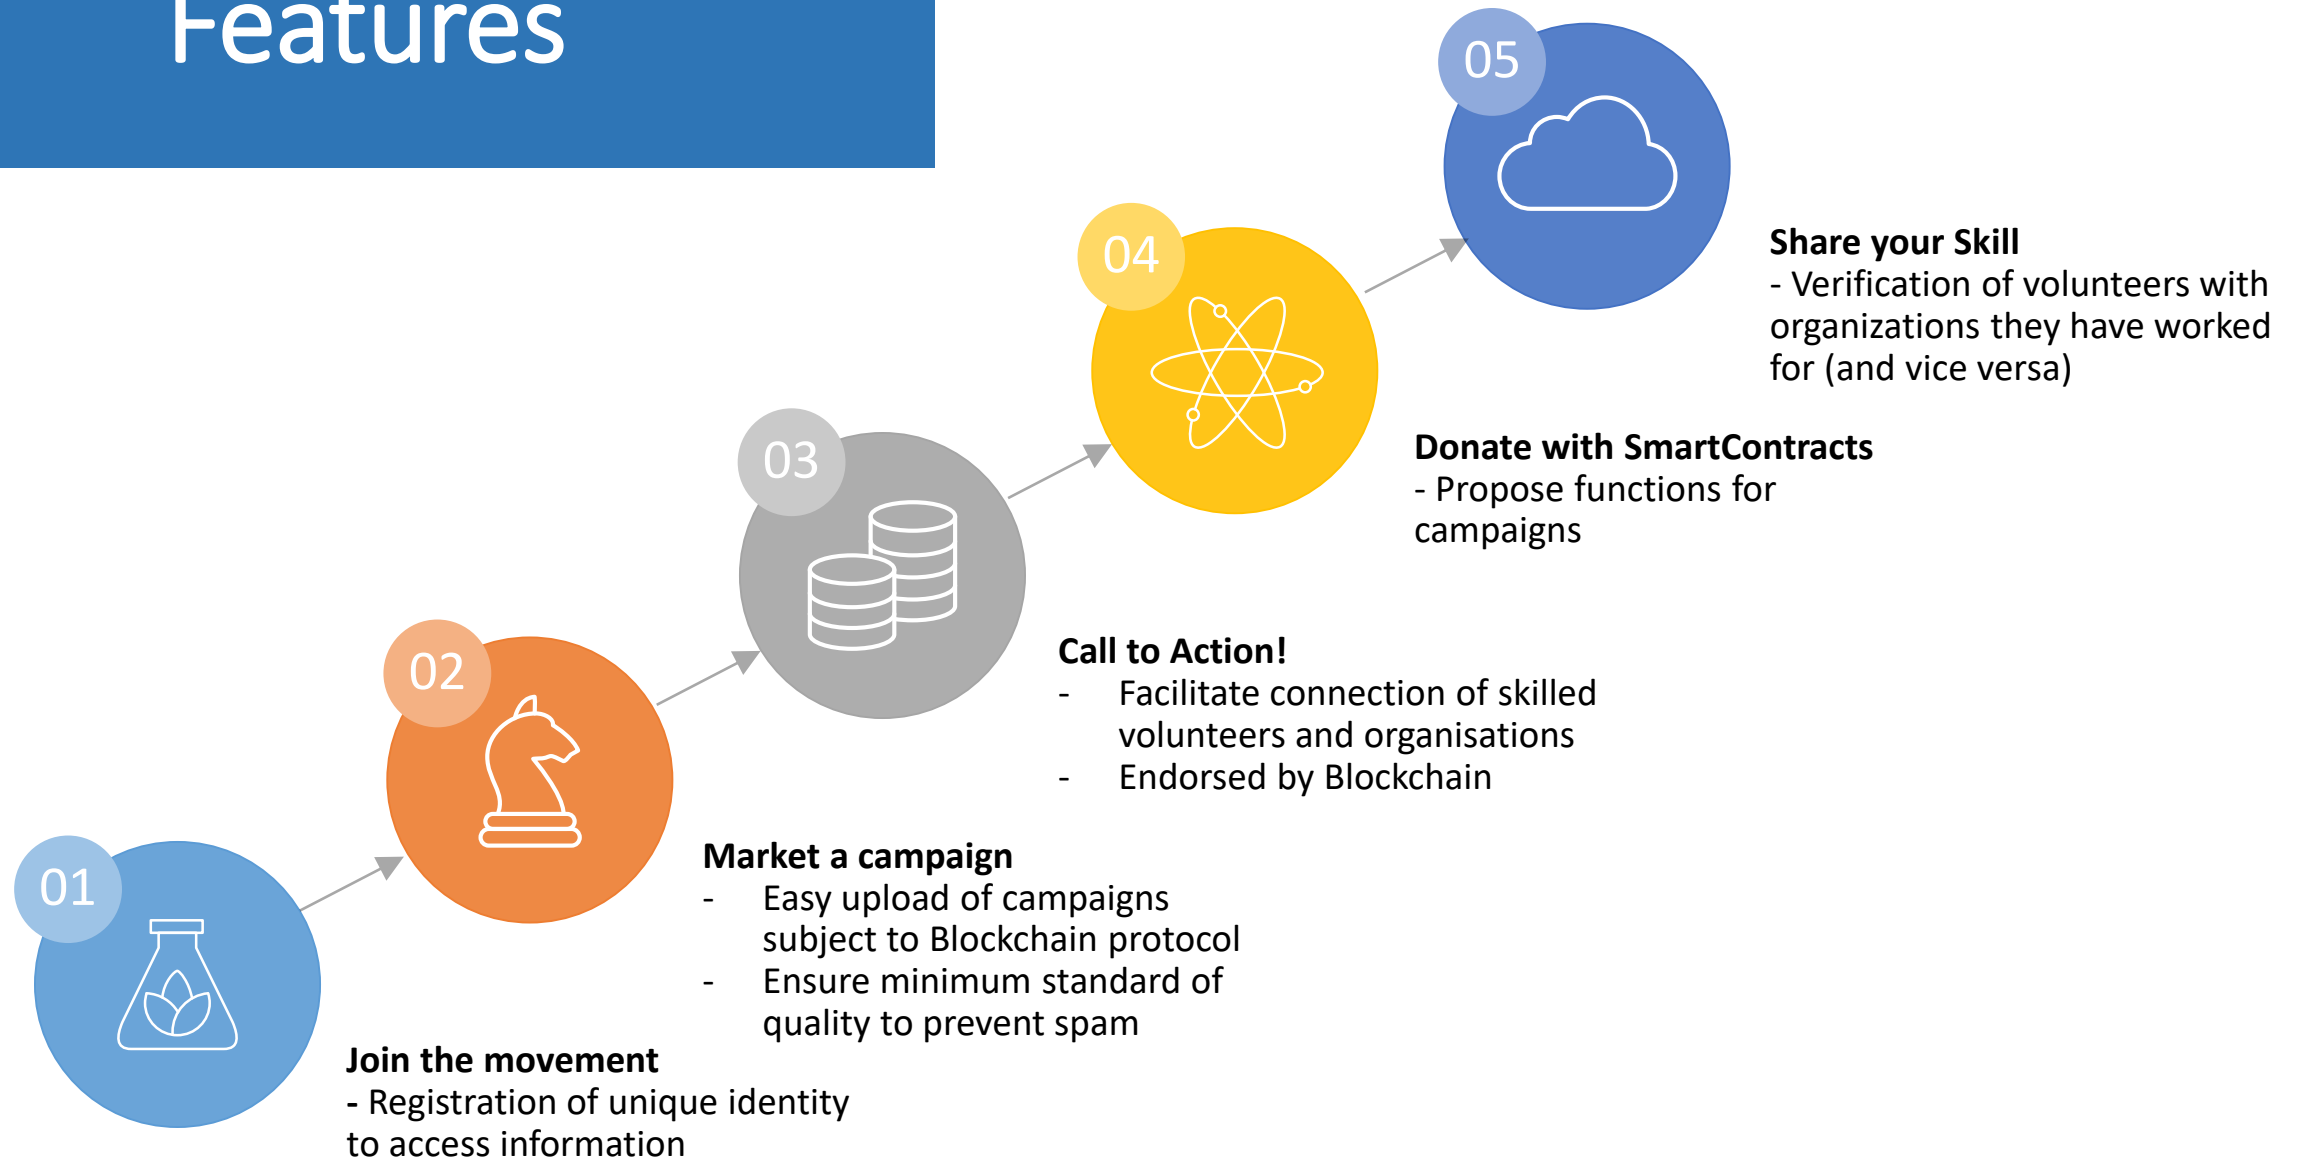 Features
01
Join the movement
- Registration of unique identity
to access information
02
Market a campaign
- Easy upload of campaigns
subject to Blockchain protocol
- Ensure minimum standard of
quality to prevent spam
03
Call to Action!
- Facilitate connection of skilled
volunteers and organisations
- Endorsed by Blockchain
04
Donate with SmartContracts
- Propose functions for
campaigns
05
Share your Skill
- Verification of volunteers with
organizations they have worked
for (and vice versa)